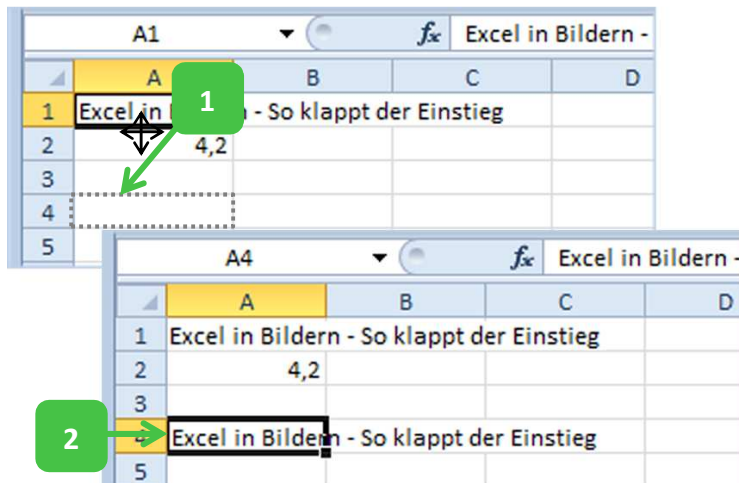 A1 fx Excel in Bildern -
A B C D
1 Excel in n - So klappt der Einstieg
1
2 4,2
3
4
5
A4 fx Excel in Bildern -
A B C D
1 Excel in Bildern - So klappt der Einstieg
2 4,2
3
2
4 Excel in Bildern - So klappt der Einstieg
5